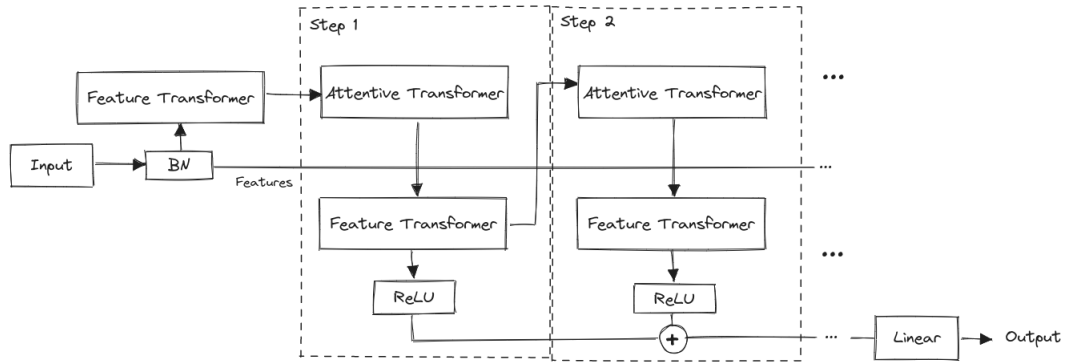 Step 1
Step 2
Feature Transformer
Attentive Transformer
Attentive Transformer
...
Input
BN
...
Features
Feature Transformer
Feature Transformer
...
ReLU
ReLU
+
...
Linear
Output